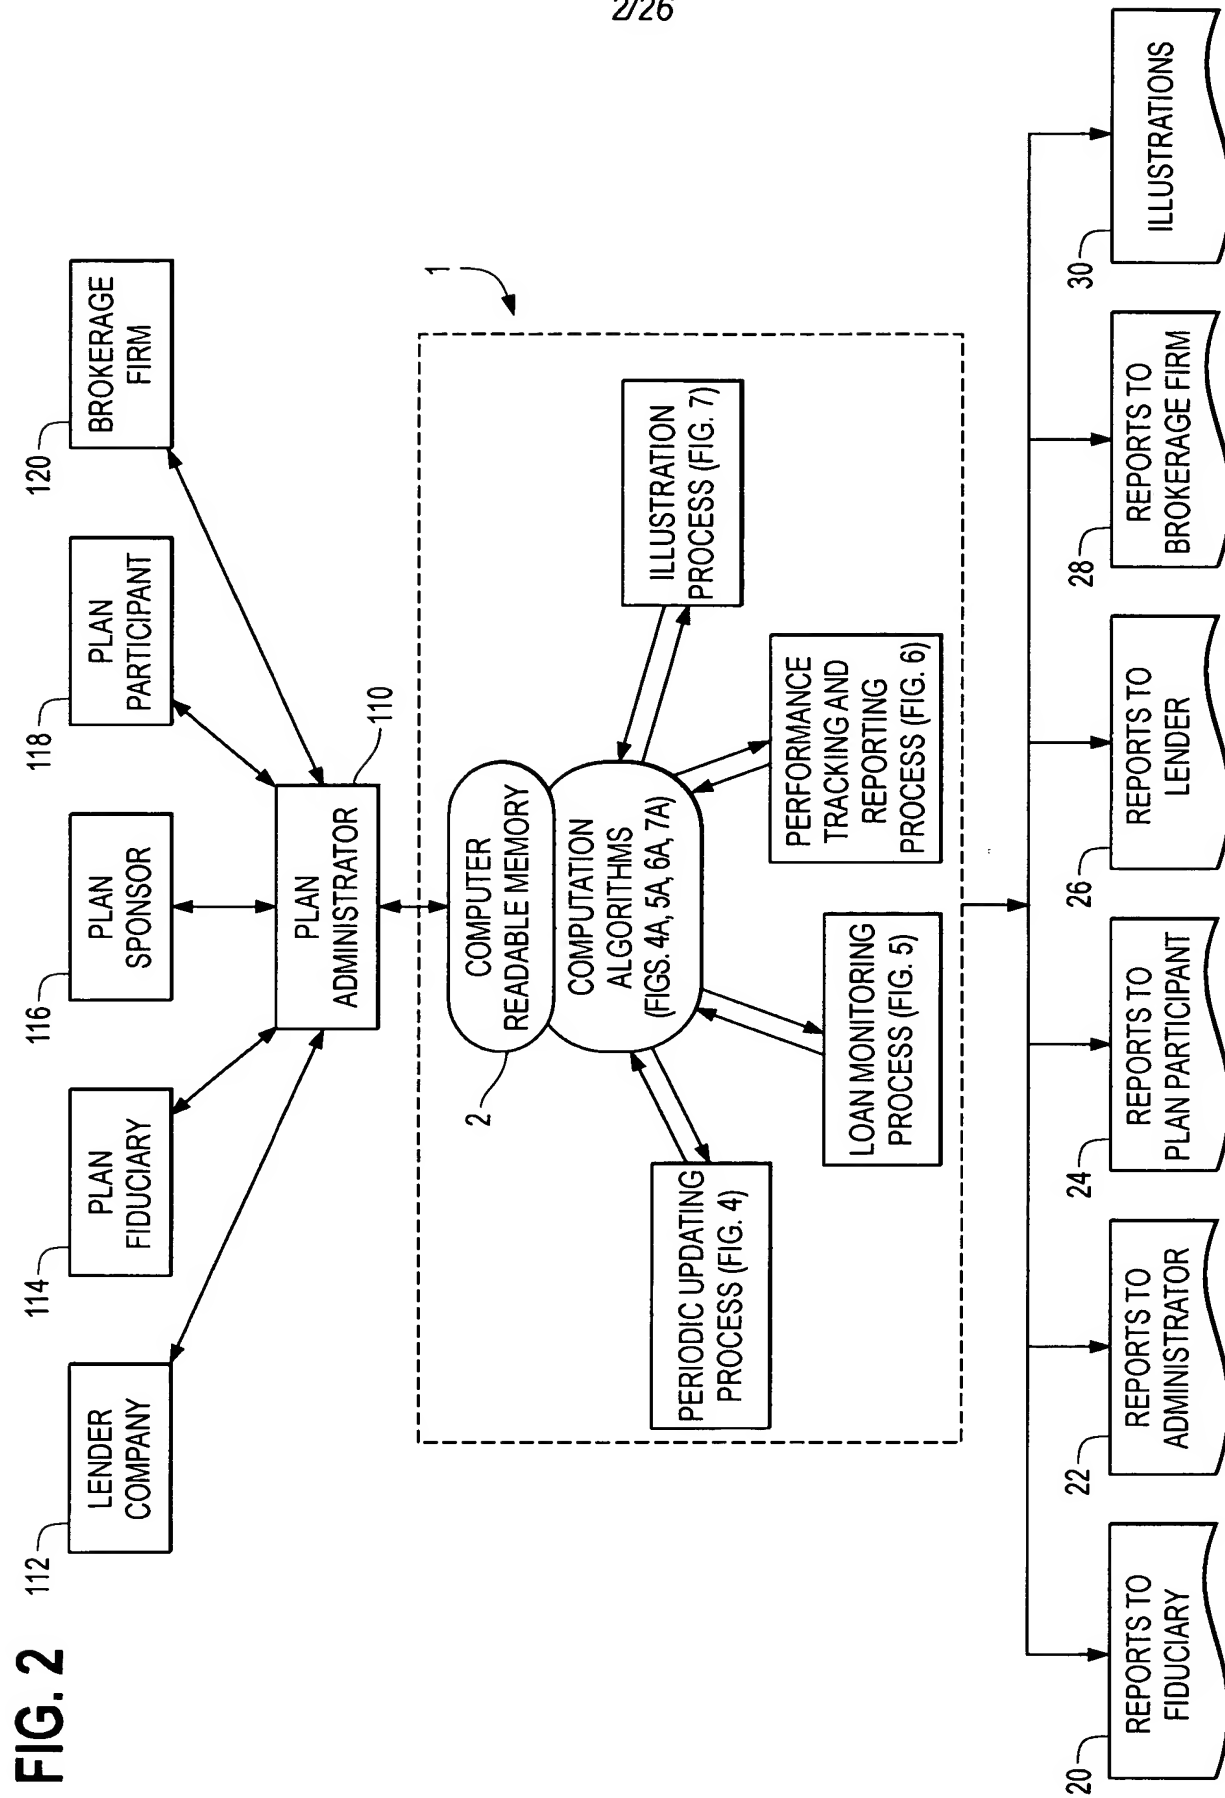 2/26
FIG. 2
112
LENDER
COMPANY
114
PLAN
FIDUCIARY
116
PLAN
SPONSOR
118
PLAN
PARTICIPANT
120
BROKERAGE
FIRM
PLAN
ADMINISTRATOR
110
1
2
COMPUTER
READABLE MEMORY
COMPUTATION
ALGORITHMS
(FIGS. 4A, 5A, 6A, 7A)
PERIODIC UPDATING
PROCESS (FIG. 4)
LOAN MONITORING
PROCESS (FIG. 5)
PERFORMANCE
TRACKING AND
REPORTING
PROCESS (FIG. 6)
ILLUSTRATION
PROCESS (FIG. 7)
20
REPORTS TO
FIDUCIARY
22
REPORTS TO
ADMINISTRATOR
24
REPORTS TO
PLAN PARTICIPANT
26
REPORTS TO
LENDER
28
REPORTS TO
BROKERAGE FIRM
30
ILLUSTRATIONS